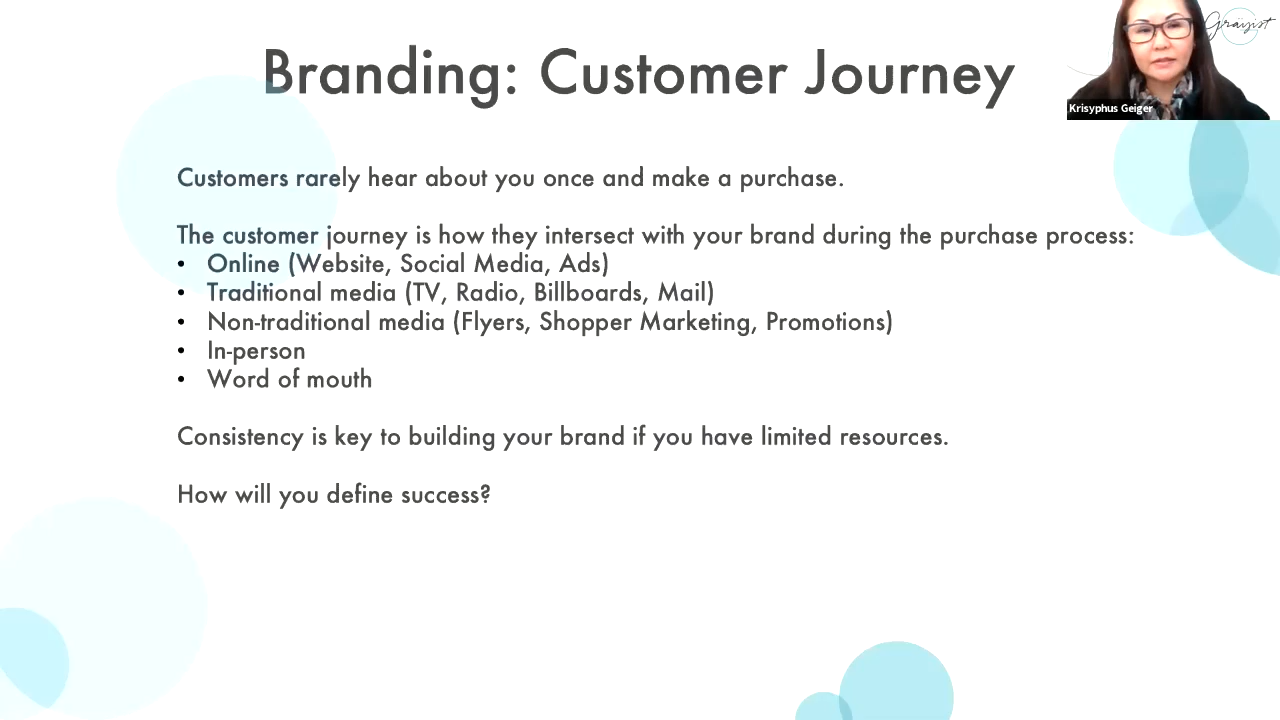 Grayist
Branding: Customer Journey
Krisyphus Geiger
Customers rarely hear about you once and make a purchase.
The customer journey is how they intersect with your brand during the purchase process:
• Online (Website, Social Media, Ads)
• Traditional media (TV, Radio, Billboards, Mail)
• Non-traditional media (Flyers, Shopper Marketing, Promotions)
• In-person
• Word of mouth
Consistency is key to building your brand if you have limited resources.
How will you define success?